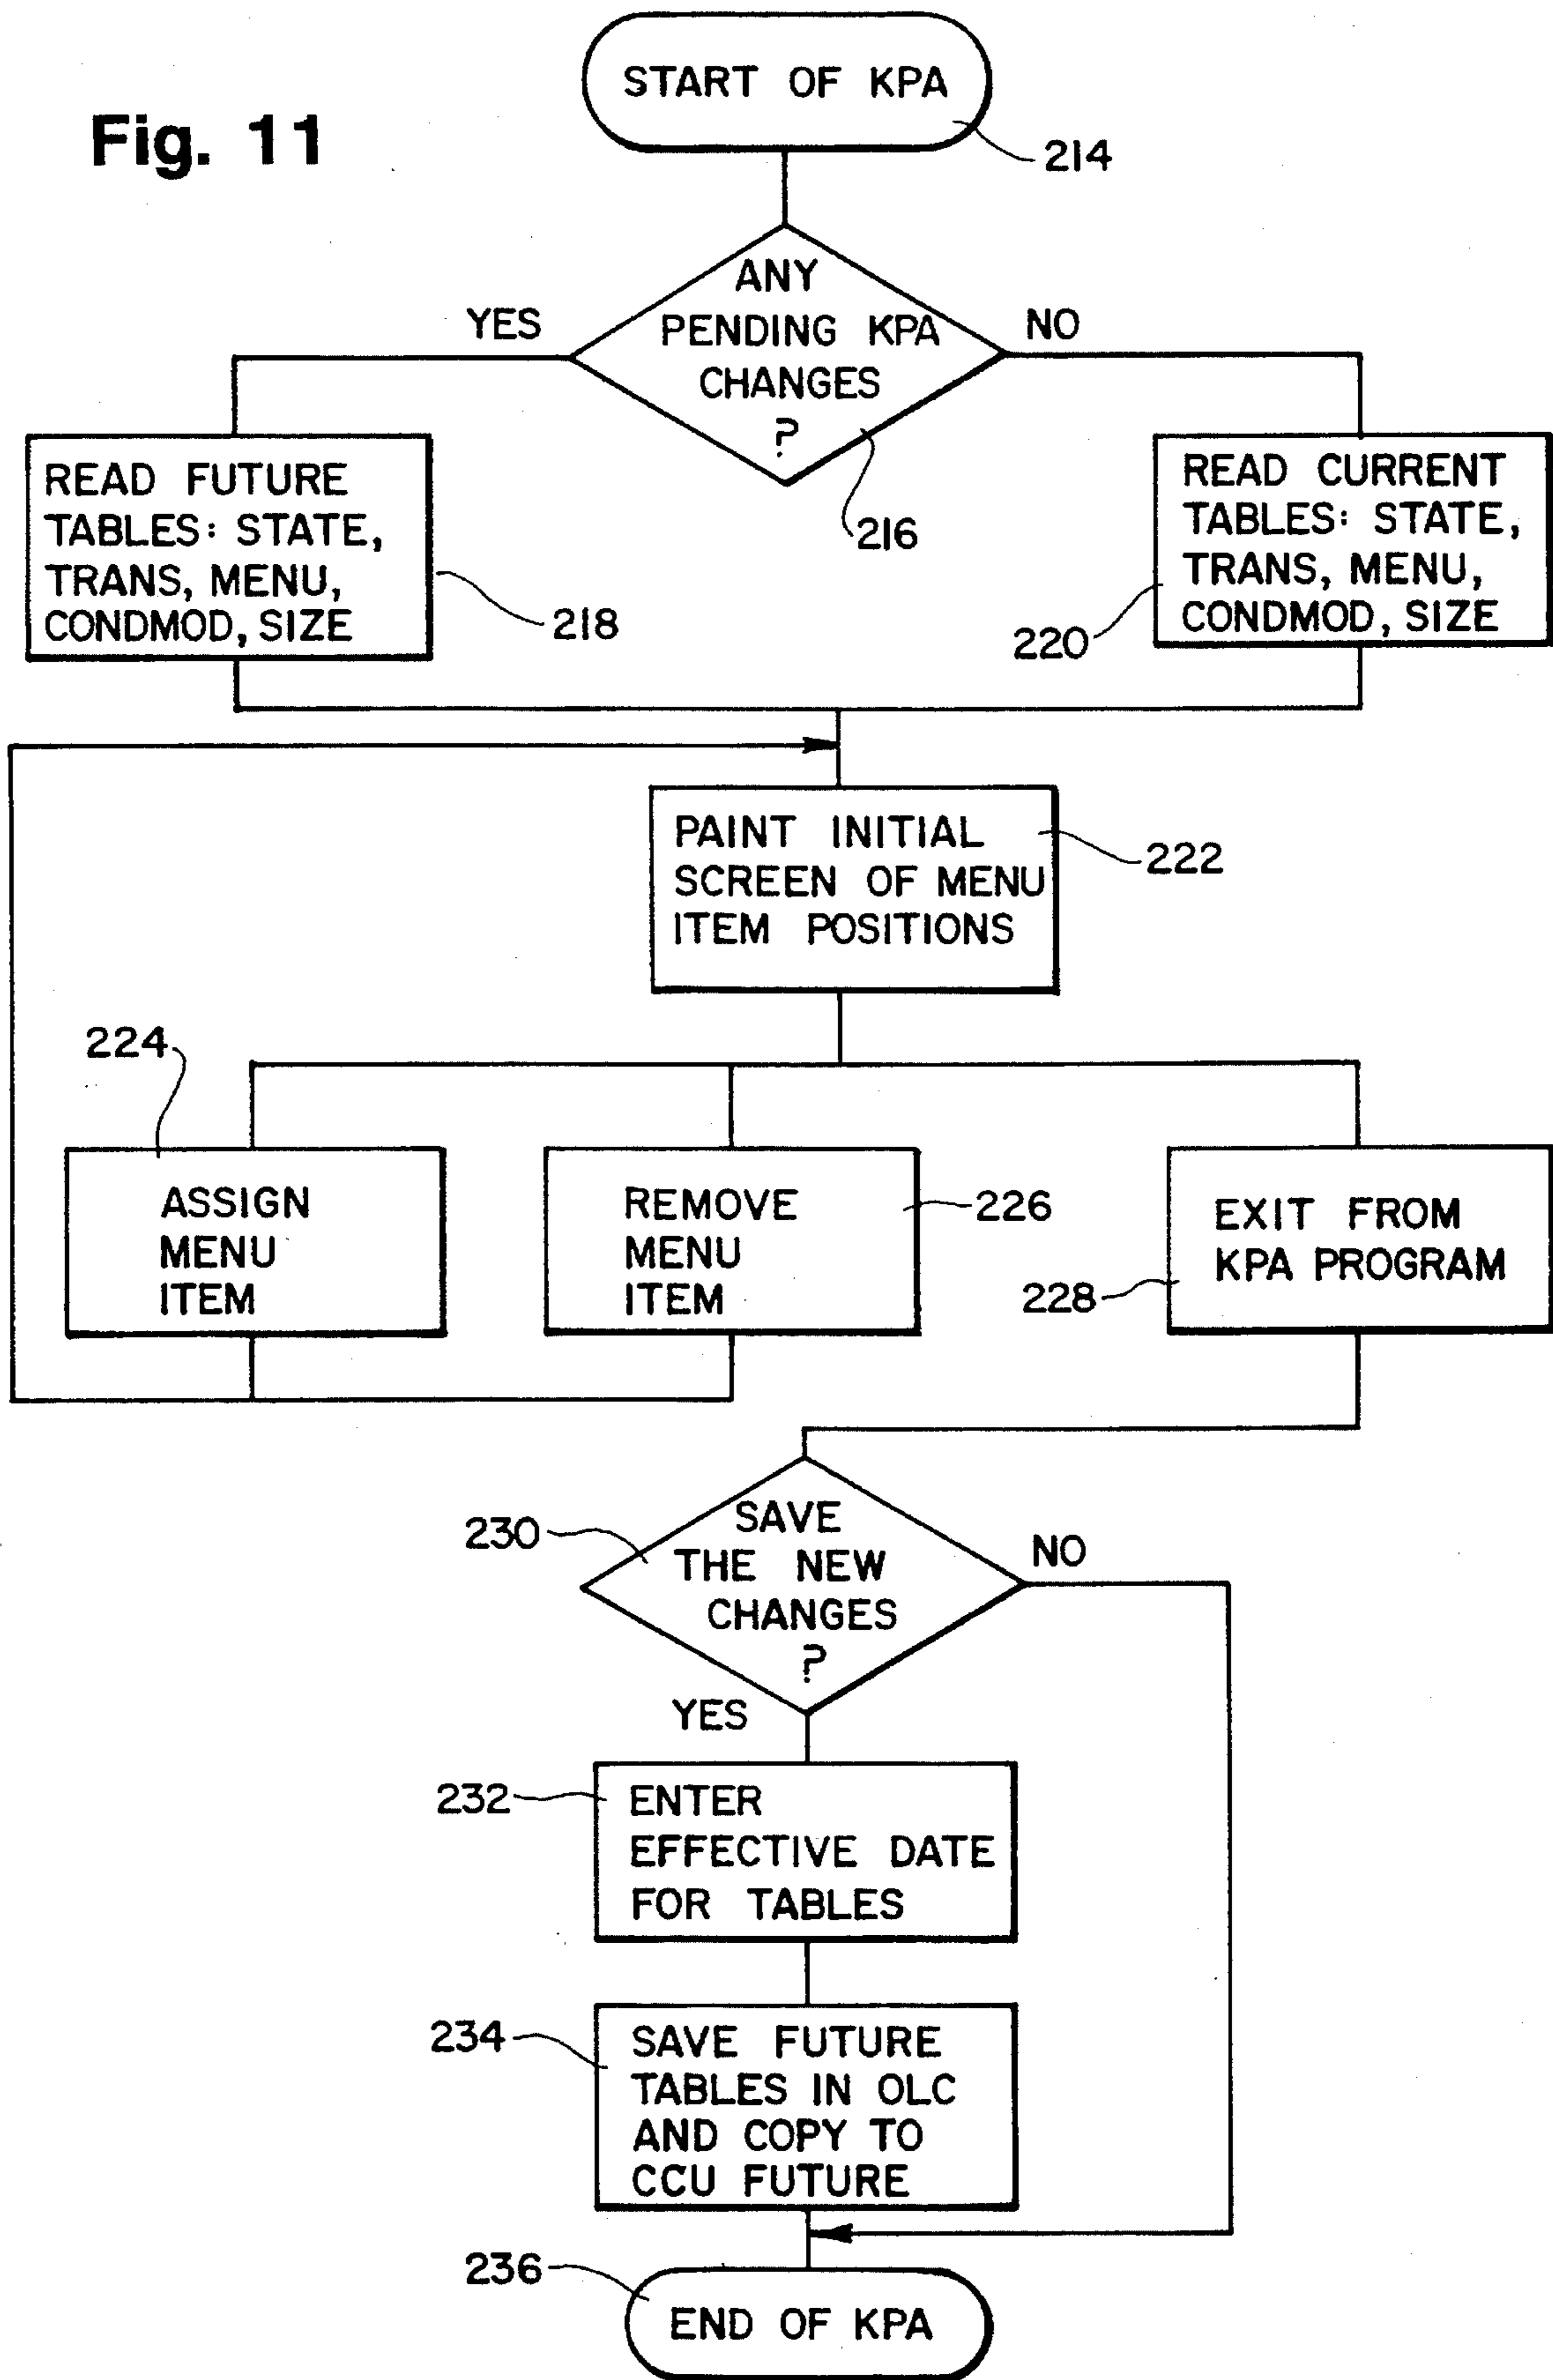 Fig. 11
START OF KPA
214
ANY
PENDING KPA
CHANGES
?
YES
NO
216
READ FUTURE
TABLES: STATE,
TRANS, MENU,
CONDMOD, SIZE
218
READ CURRENT
TABLES: STATE,
TRANS, MENU,
CONDMOD, SIZE
220
PAINT INITIAL
SCREEN OF MENU
ITEM POSITIONS
222
224
ASSIGN
MENU
ITEM
REMOVE
MENU
ITEM
226
EXIT FROM
KPA PROGRAM
228
230
SAVE
THE NEW
CHANGES
?
NO
YES
232
ENTER
EFFECTIVE DATE
FOR TABLES
234
SAVE FUTURE
TABLES IN OLC
AND COPY TO
CCU FUTURE
236
END OF KPA